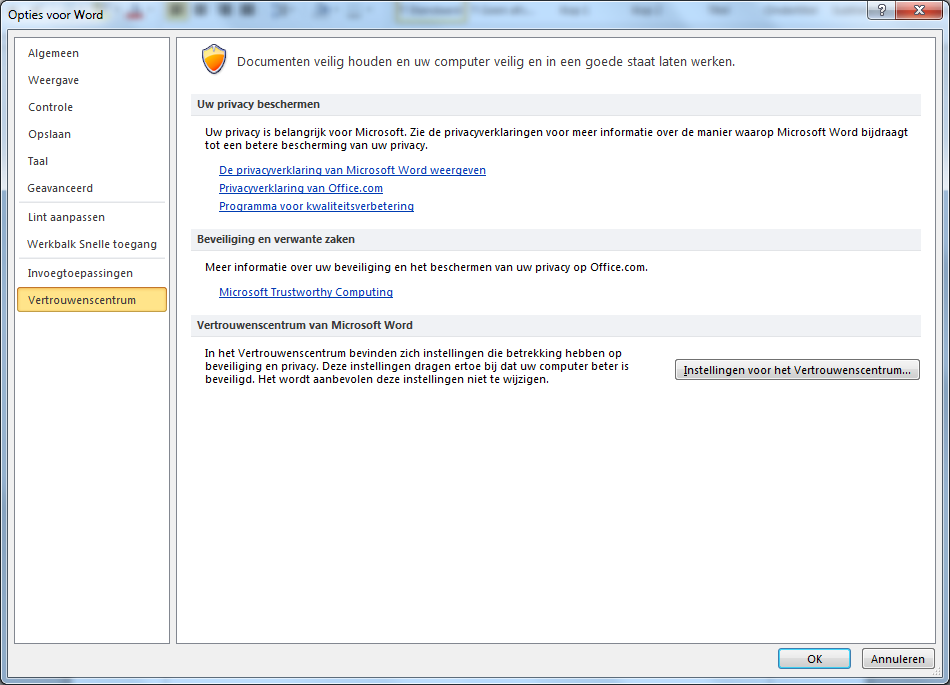 Opties voor Word
Algemeen
Weergave
Controle
Opslaan
Taal
Geavanceerd
Lint aanpassen
Werkbalk Snelle toegang
Invoegtoepassingen
Vertrouwenscentrum
Documenten veilig houden en uw computer veilig en in een goede staat laten werken.
Uw privacy beschermen
Uw privacy is belangrijk voor Microsoft. Zie de privacyverklaringen voor meer informatie over de manier waarop Microsoft Word bijdraagt
tot een betere bescherming van uw privacy.
De privacyverklaring van Microsoft Word weergeven
Privacyverklaring van Office.com
Programma voor kwaliteitsverbetering
Beveiliging en verwante zaken
Meer informatie over uw beveiliging en het beschermen van uw privacy op Office.com.
Microsoft Trustworthy Computing
Vertrouwenscentrum van Microsoft Word
In het Vertrouwenscentrum bevinden zich instellingen die betrekking hebben op
beveiliging en privacy. Deze instellingen dragen ertoe bij dat uw computer beter is
beveiligd. Het wordt aanbevolen deze instellingen niet te wijzigen.
Instellingen voor het Vertrouwenscentrum...
OK
Annuleren